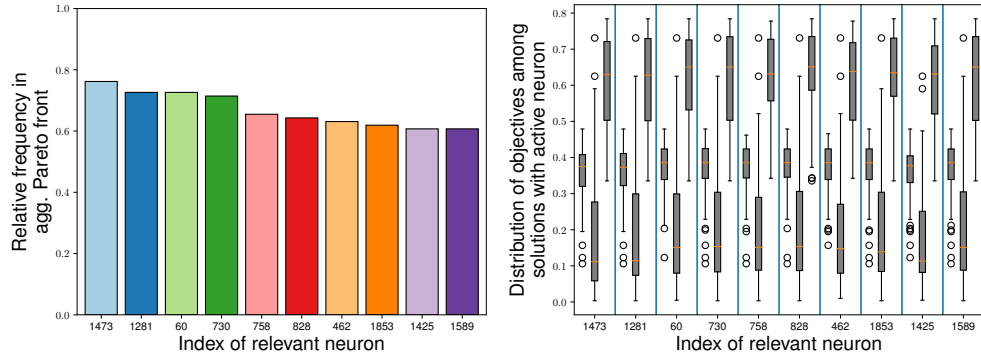 Relative frequency in
agg. Pareto front
1.0
0.8
0.6
0.4
0.2
0.0
1473 1281 60 730 758 828 462 1853 1425 1589
Index of relevant neuron
Distribution of objectives among
solutions with active neuron
0.8
0.7
0.6
0.5
0.4
0.3
0.2
0.1
0.0
1473 1281 60 730 758 828 462 1853 1425 1589
Index of relevant neuron